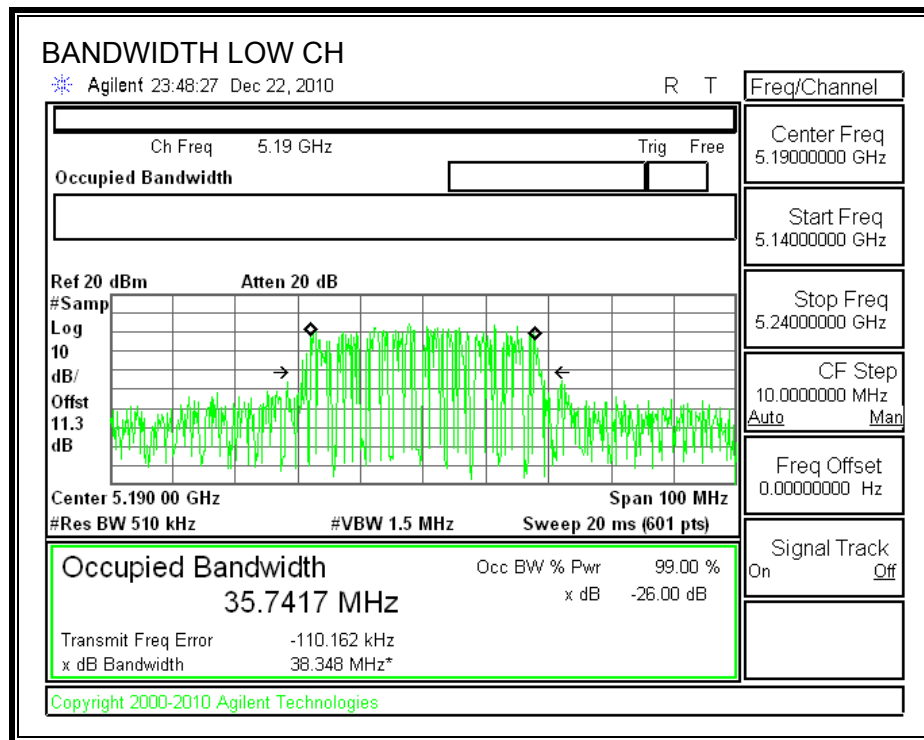 BANDWIDTH LOW CH
Agilent 23:48:27 Dec 22, 2010 R T
Ch Freq 5.19 GHz Trig Free
Occupied Bandwidth
Ref 20 dBm Atten 20 dB
#Samp
Log
10
dB/
Offst
11.3
dB
Center 5.190 00 GHz Span 100 MHz
#Res BW 510 kHz #VBW 1.5 MHz Sweep 20 ms (601 pts)
Occupied Bandwidth Occ BW % Pwr 99.00 %
35.7417 MHz x dB -26.00 dB
Transmit Freq Error -110.162 kHz
x dB Bandwidth 38.348 MHz*
Copyright 2000-2010 Agilent Technologies
Freq/Channel
Center Freq
5.19000000 GHz
Start Freq
5.14000000 GHz
Stop Freq
5.24000000 GHz
CF Step
10.0000000 MHz
Auto Man
Freq Offset
0.00000000 Hz
Signal Track
On Off